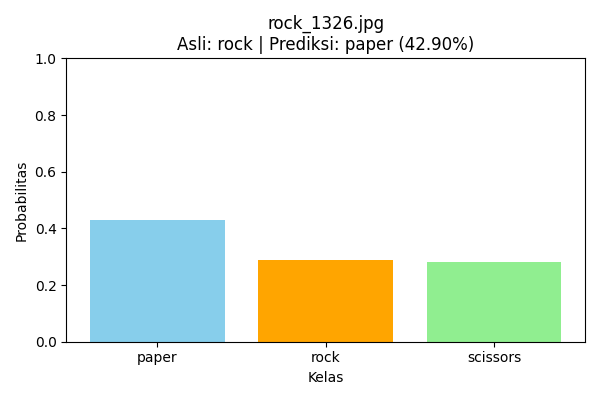 rock_1326.jpg
Asli: rock | Prediksi: paper (42.90%)
1.0
0.8
0.6
0.4
0.2
0.0
Probabilitas
paper rock scissors
Kelas